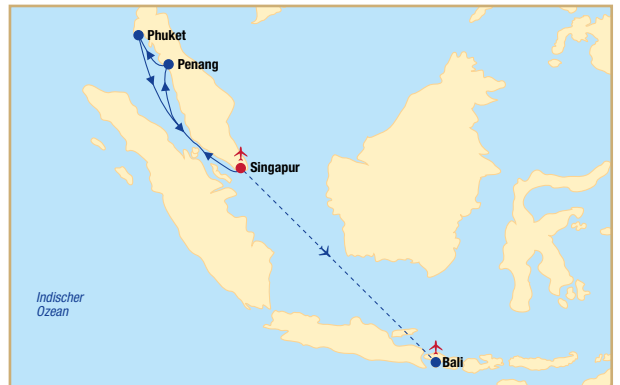 Phuket
Penang
Singapur
Indischer
Ozean
Bali